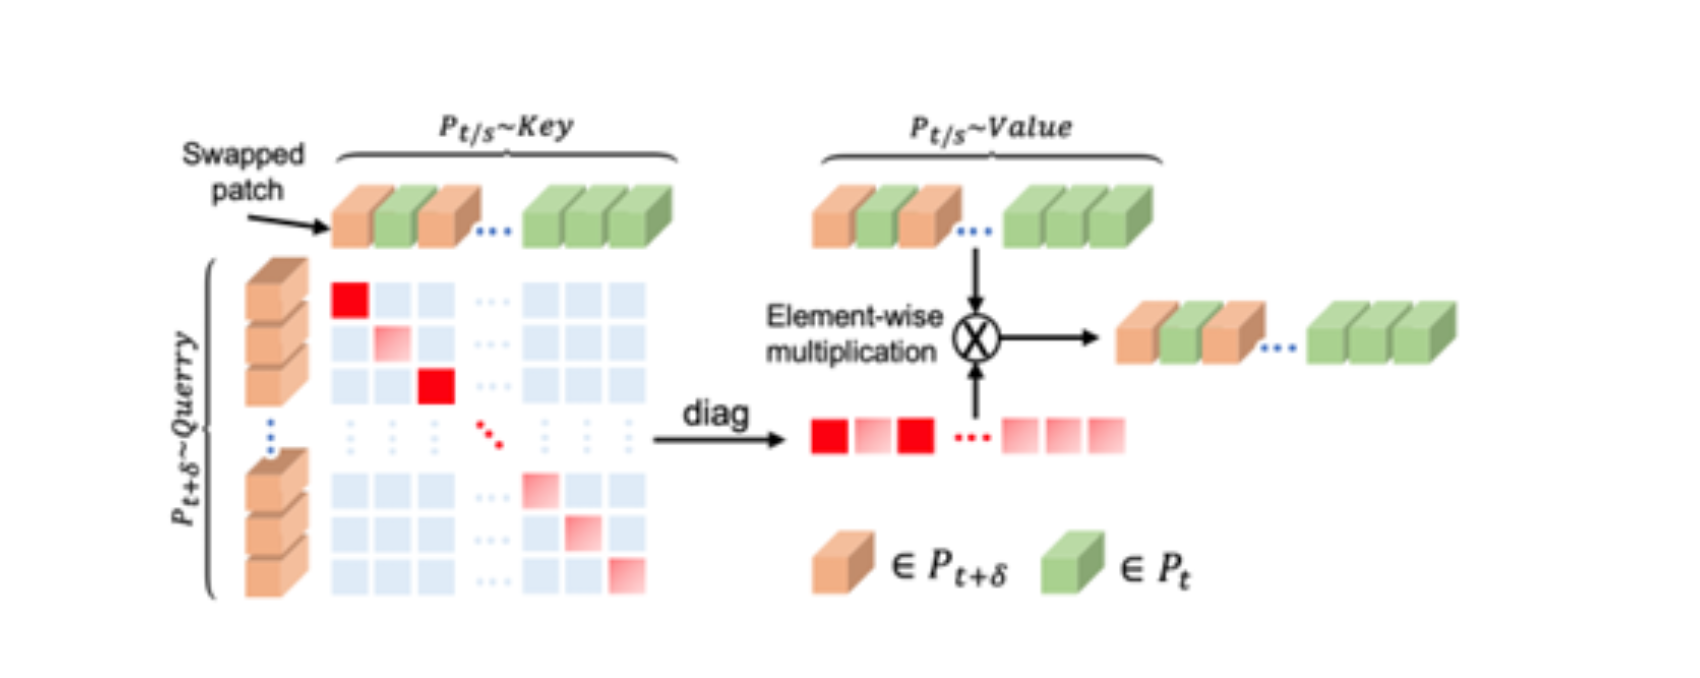 P_{t/s}~Key
P_{t/s}~Value
Swapped
patch
P_{t+δ}~Querry
Element-wise
multiplication
X
diag
∈ P_{t+δ}
∈ P_t